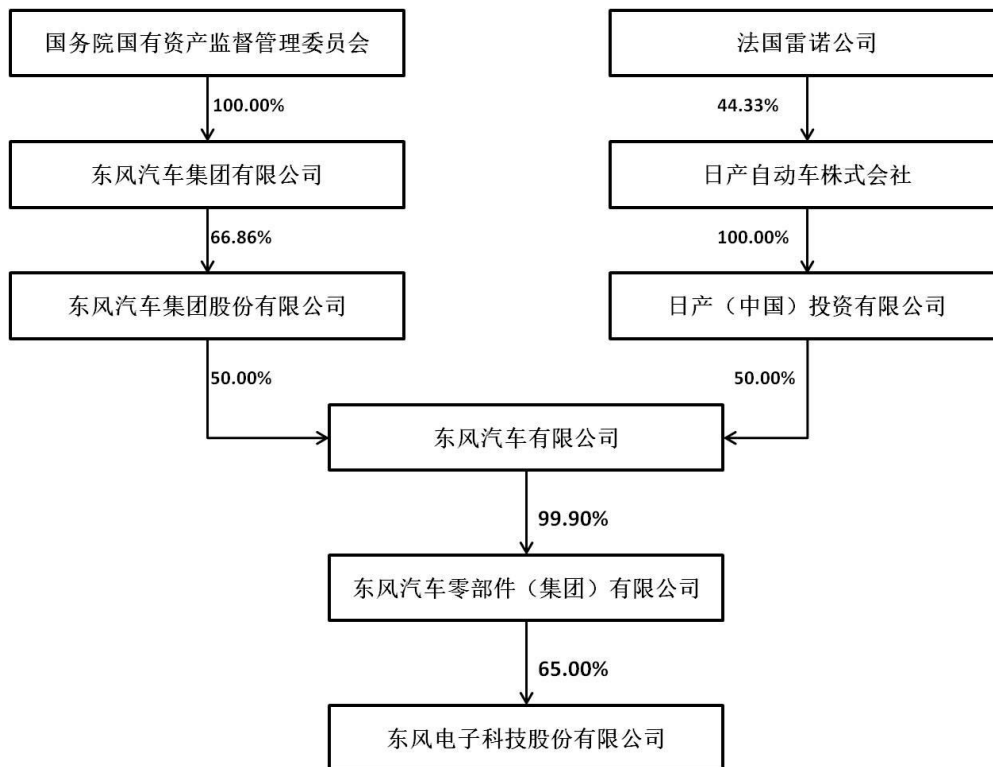 国务院国有资产监督管理委员会
法国雷诺公司
100.00%
44.33%
东风汽车集团有限公司
日产自动车株式会社
66.86%
100.00%
东风汽车集团股份有限公司
日产（中国）投资有限公司
50.00%
50.00%
东风汽车有限公司
99.90%
东风汽车零部件（集团）有限公司
65.00%
东风电子科技股份有限公司